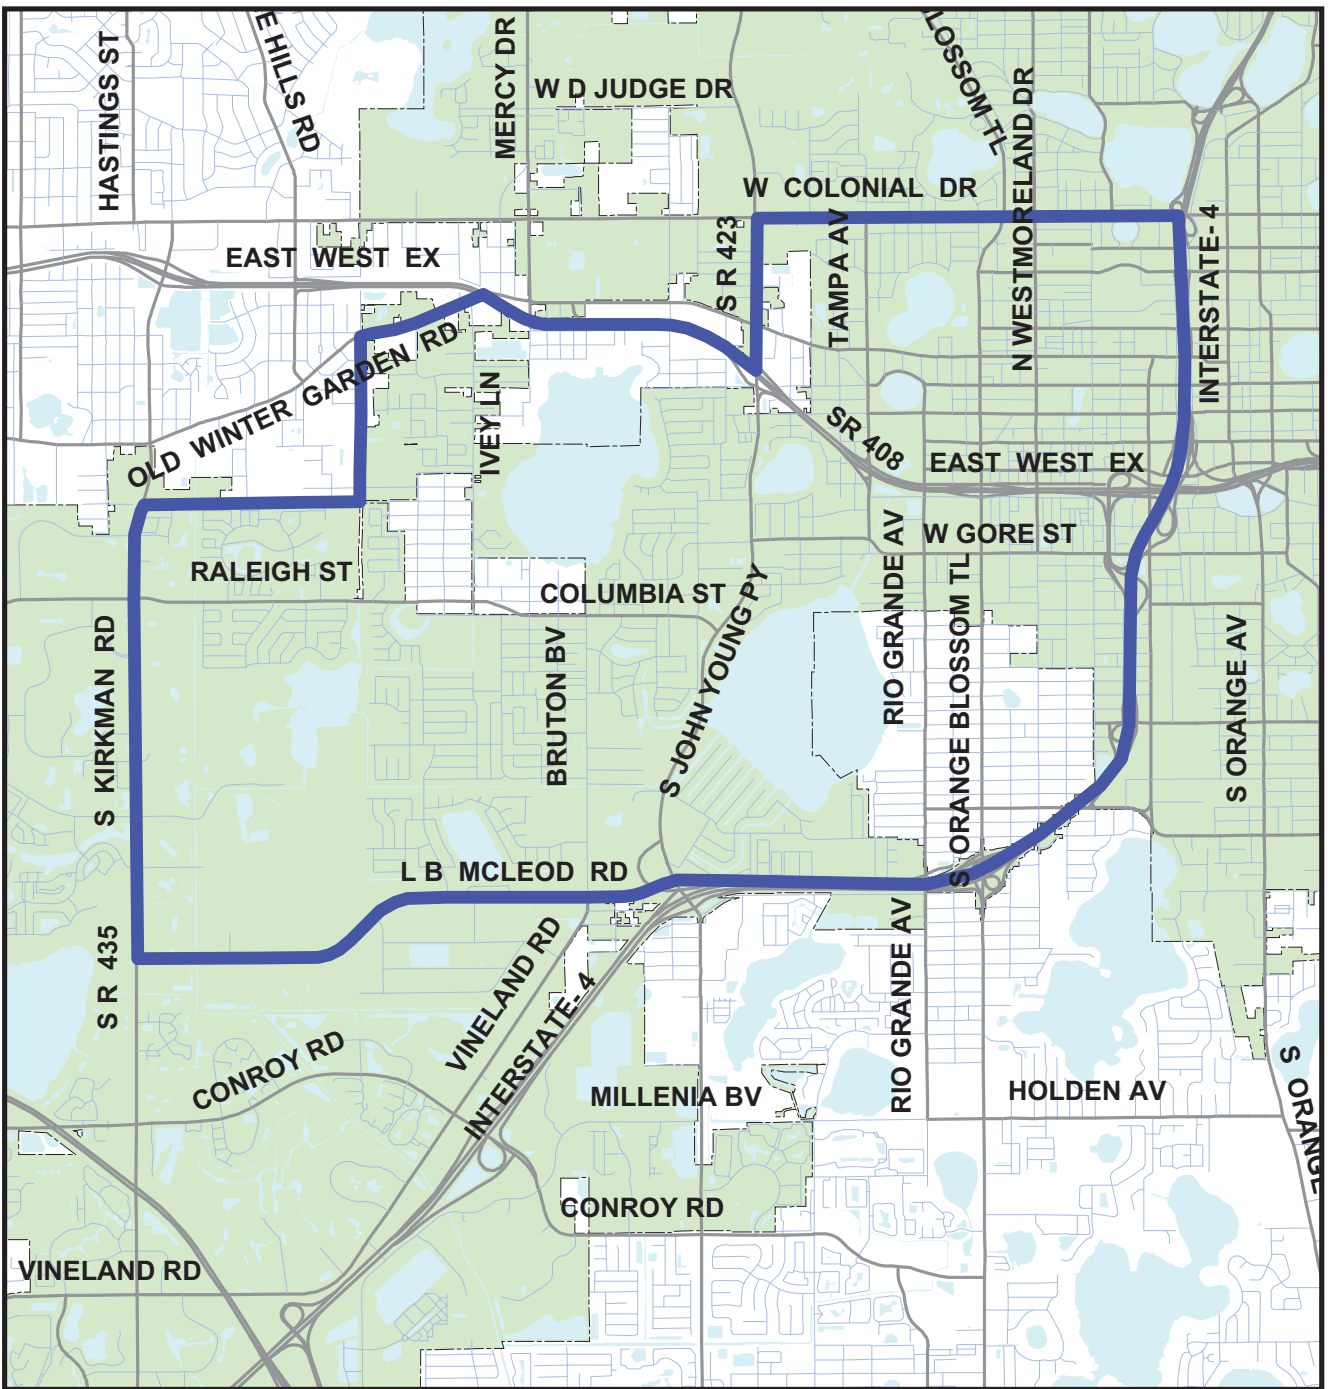 HASTINGS ST
E HILLS RD
MERCY DR
W D JUDGE DR
LOSSOM TL
N WESTMORELAND DR
W COLONIAL DR
EAST WEST EX
S R 423
TAMPA AV
INTERSTATE- 4
OLD WINTER GARDEN RD
IVEY LN
SR 408
EAST WEST EX
RALEIGH ST
COLUMBIA ST
W GORE ST
RIO GRANDE AV
S ORANGE BLOSSOM TL
S KIRKMAN RD
BRUTON BV
S JOHN YOUNG PY
S ORANGE AV
L B MCLEOD RD
S R 435
VINELAND RD
INTERSTATE- 4
RIO GRANDE AV
CONROY RD
MILLENIA BV
HOLDEN AV
S ORANGE
CONROY RD
VINELAND RD